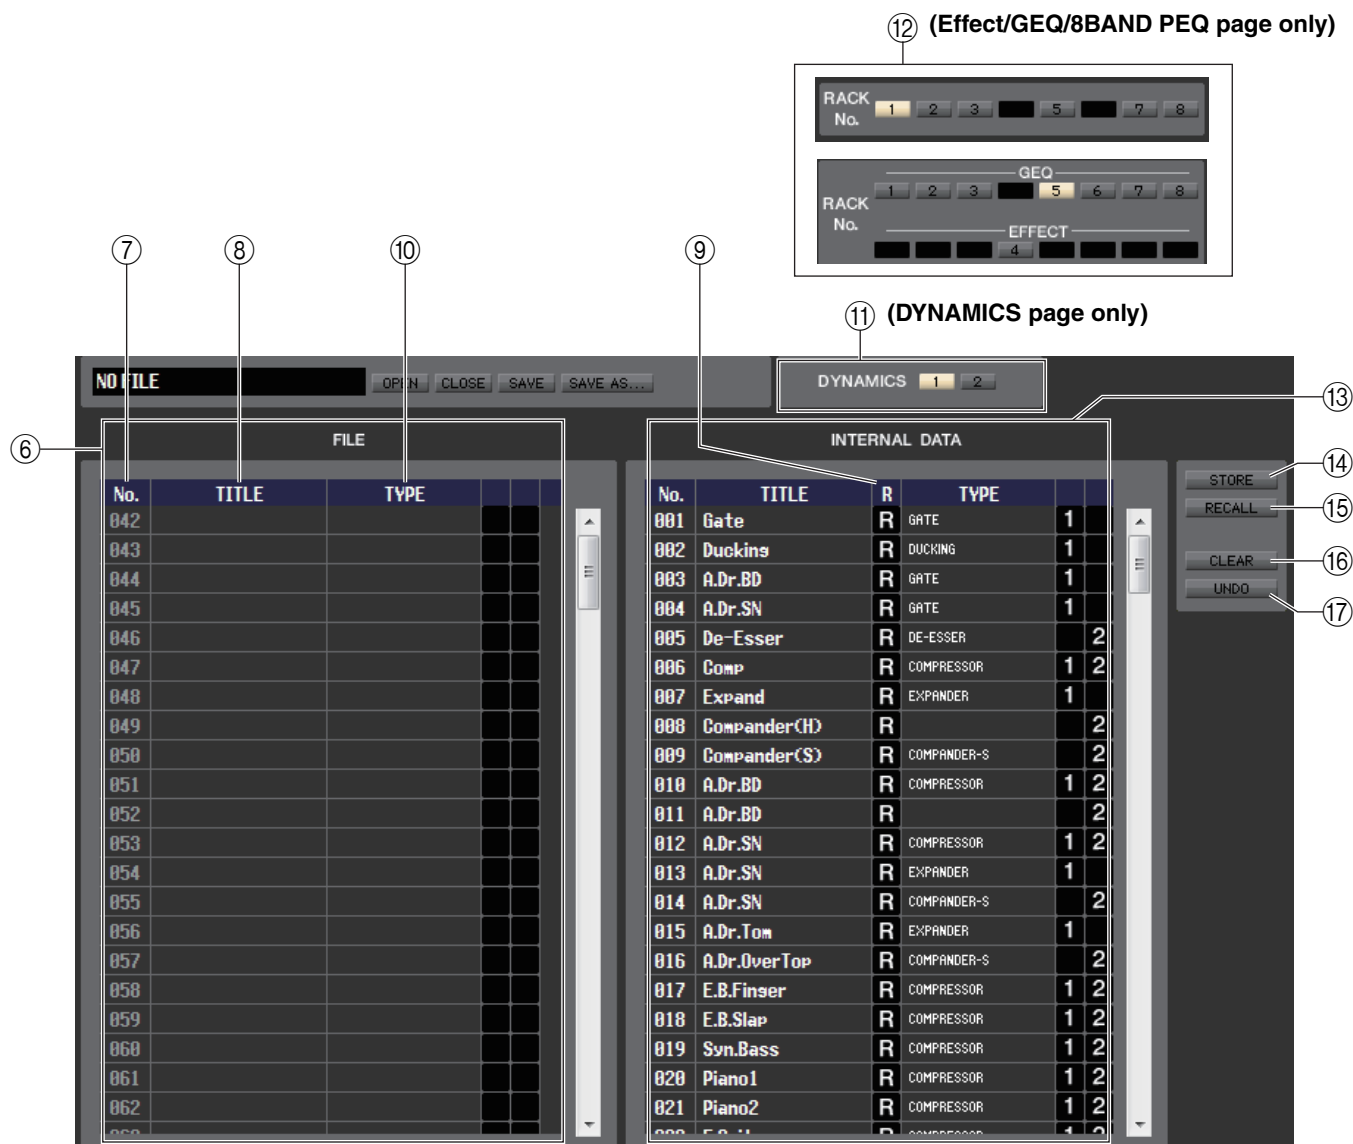 ⑫ (Effect/GEQ/8BAND PEQ page only)
RACK No. 1 2 3 5 7 8
GEQ
RACK No. 1 2 3 5 6 7 8
EFFECT
4
⑦ ⑧ ⑩ ⑨
⑪ (DYNAMICS page only)
NO FILE OPEN CLOSE SAVE SAVE AS...
DYNAMICS 1 2
⑬
⑥
FILE
INTERNAL DATA
⑭
⑮
⑯
⑰
STORE
RECALL
CLEAR
UNDO
No. TITLE TYPE
042
043
044
045
046
047
048
049
050
051
052
053
054
055
056
057
058
059
060
061
062
No. TITLE R TYPE
001 Gate R GATE 1
002 Ducking R DUCKING 1
003 A.Dr.BD R GATE 1
004 A.Dr.SN R GATE 1
005 De-Esser R DE-ESSER 2
006 Comp R COMPRESSOR 1 2
007 Expand R EXPANDER 1
008 Compander(H) R 2
009 Compander(S) R COMPANDER-S 2
010 A.Dr.BD R COMPRESSOR 1 2
011 A.Dr.BD R 2
012 A.Dr.SN R COMPRESSOR 1 2
013 A.Dr.SN R EXPANDER 1
014 A.Dr.SN R COMPANDER-S 2
015 A.Dr.Tom R EXPANDER 1
016 A.Dr.OverTop R COMPANDER-S 2
017 E.B.Finger R COMPRESSOR 1 2
018 E.B.Slap R COMPRESSOR 1 2
019 Syn.Bass R COMPRESSOR 1 2
020 Piano1 R COMPRESSOR 1 2
021 Piano2 R COMPRESSOR 1 2